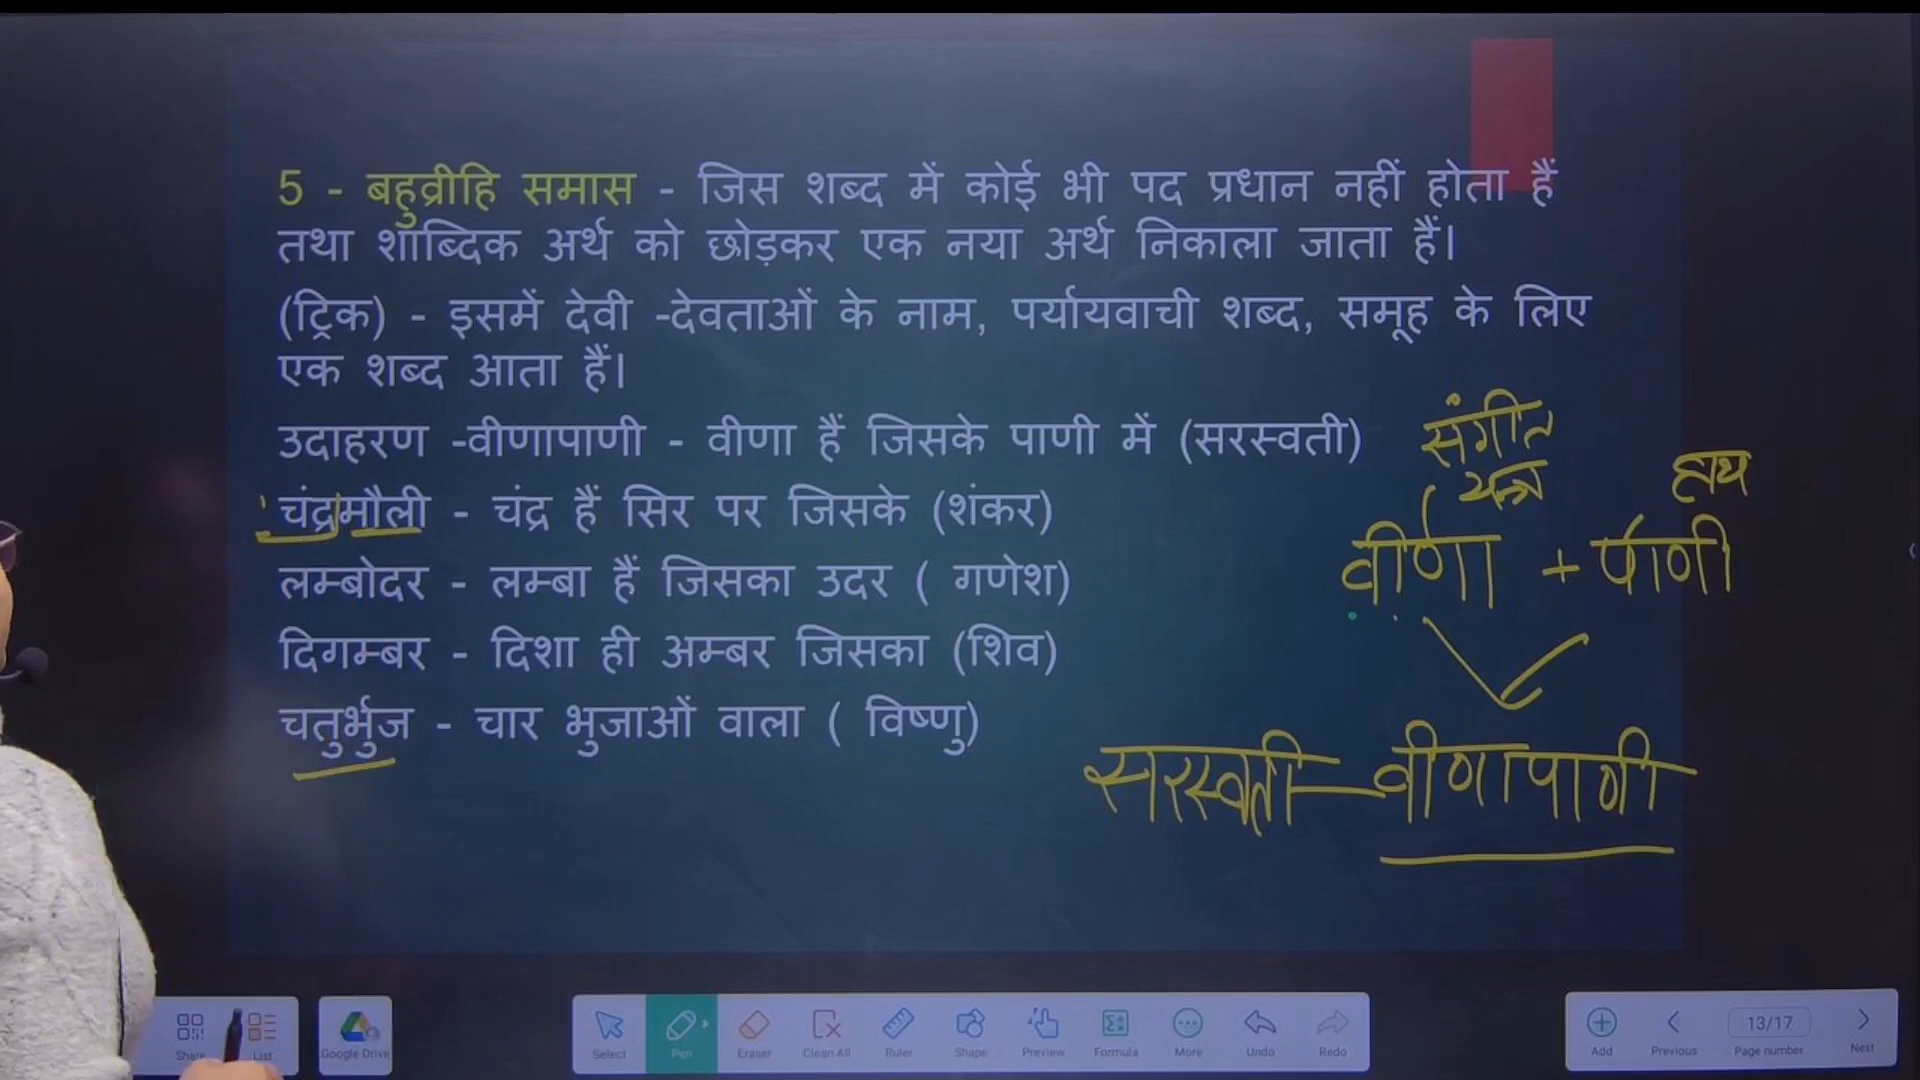 5 - बहुव्रीहि समास - जिस शब्द में कोई भी पद प्रधान नहीं होता हैं
तथा शाब्दिक अर्थ को छोड़कर एक नया अर्थ निकाला जाता हैं।
(ट्रिक) - इसमें देवी -देवताओं के नाम, पर्यायवाची शब्द, समूह के लिए
एक शब्द आता हैं।
उदाहरण -वीणापाणी - वीणा हैं जिसके पाणी में (सरस्वती)
चंद्रमौली - चंद्र हैं सिर पर जिसके (शंकर)
लम्बोदर - लम्बा हैं जिसका उदर ( गणेश)
दिगम्बर - दिशा ही अम्बर जिसका (शिव)
चतुर्भुज - चार भुजाओं वाला ( विष्णु)
संगीत
यन्त्र
हाथ
वीणा + पाणी
सरस्वती - वीणापाणी
Share List Google Drive Select Pen Eraser Clean All Ruler Shape Preview Formula More Undo Redo Add Previous Page number Next
13/17